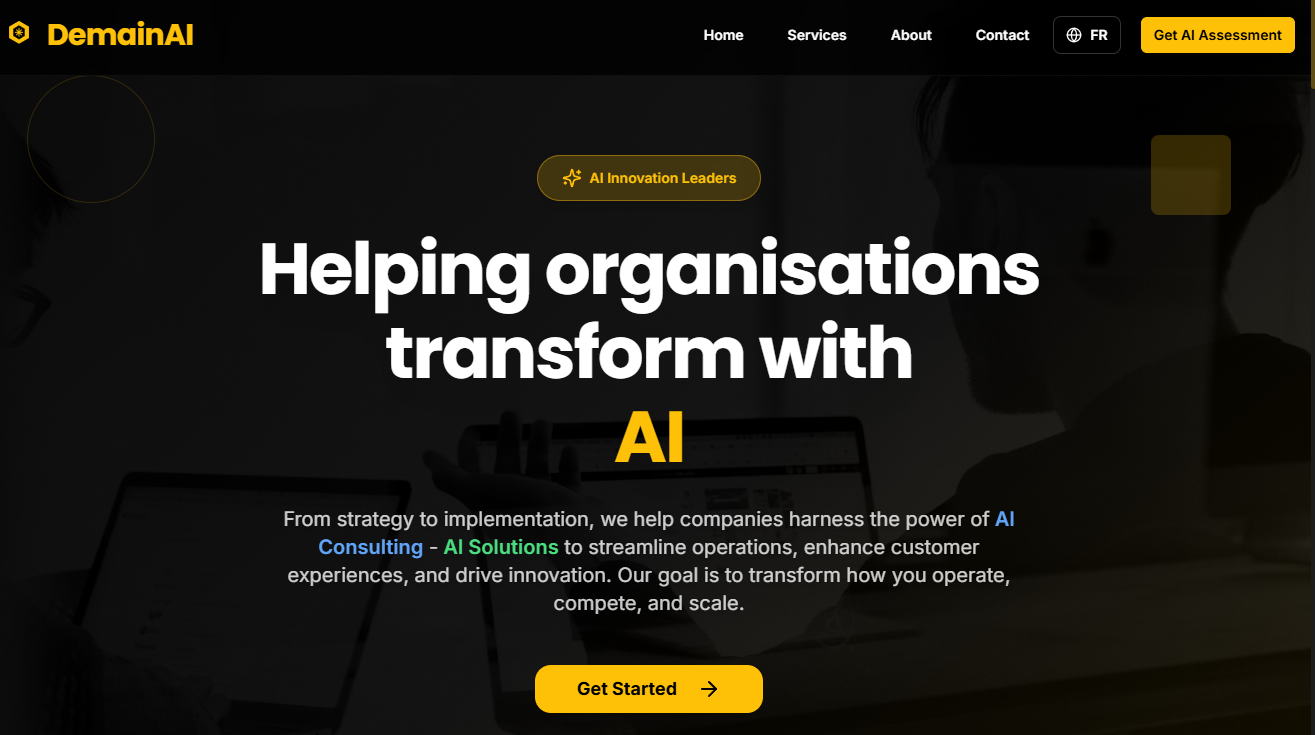 DemainAI
Home
Services
About
Contact
FR
Get AI Assessment
AI Innovation Leaders
Helping organisations
transform with
AI
From strategy to implementation, we help companies harness the power of AI
Consulting - AI Solutions to streamline operations, enhance customer
experiences, and drive innovation. Our goal is to transform how you operate,
compete, and scale.
Get Started